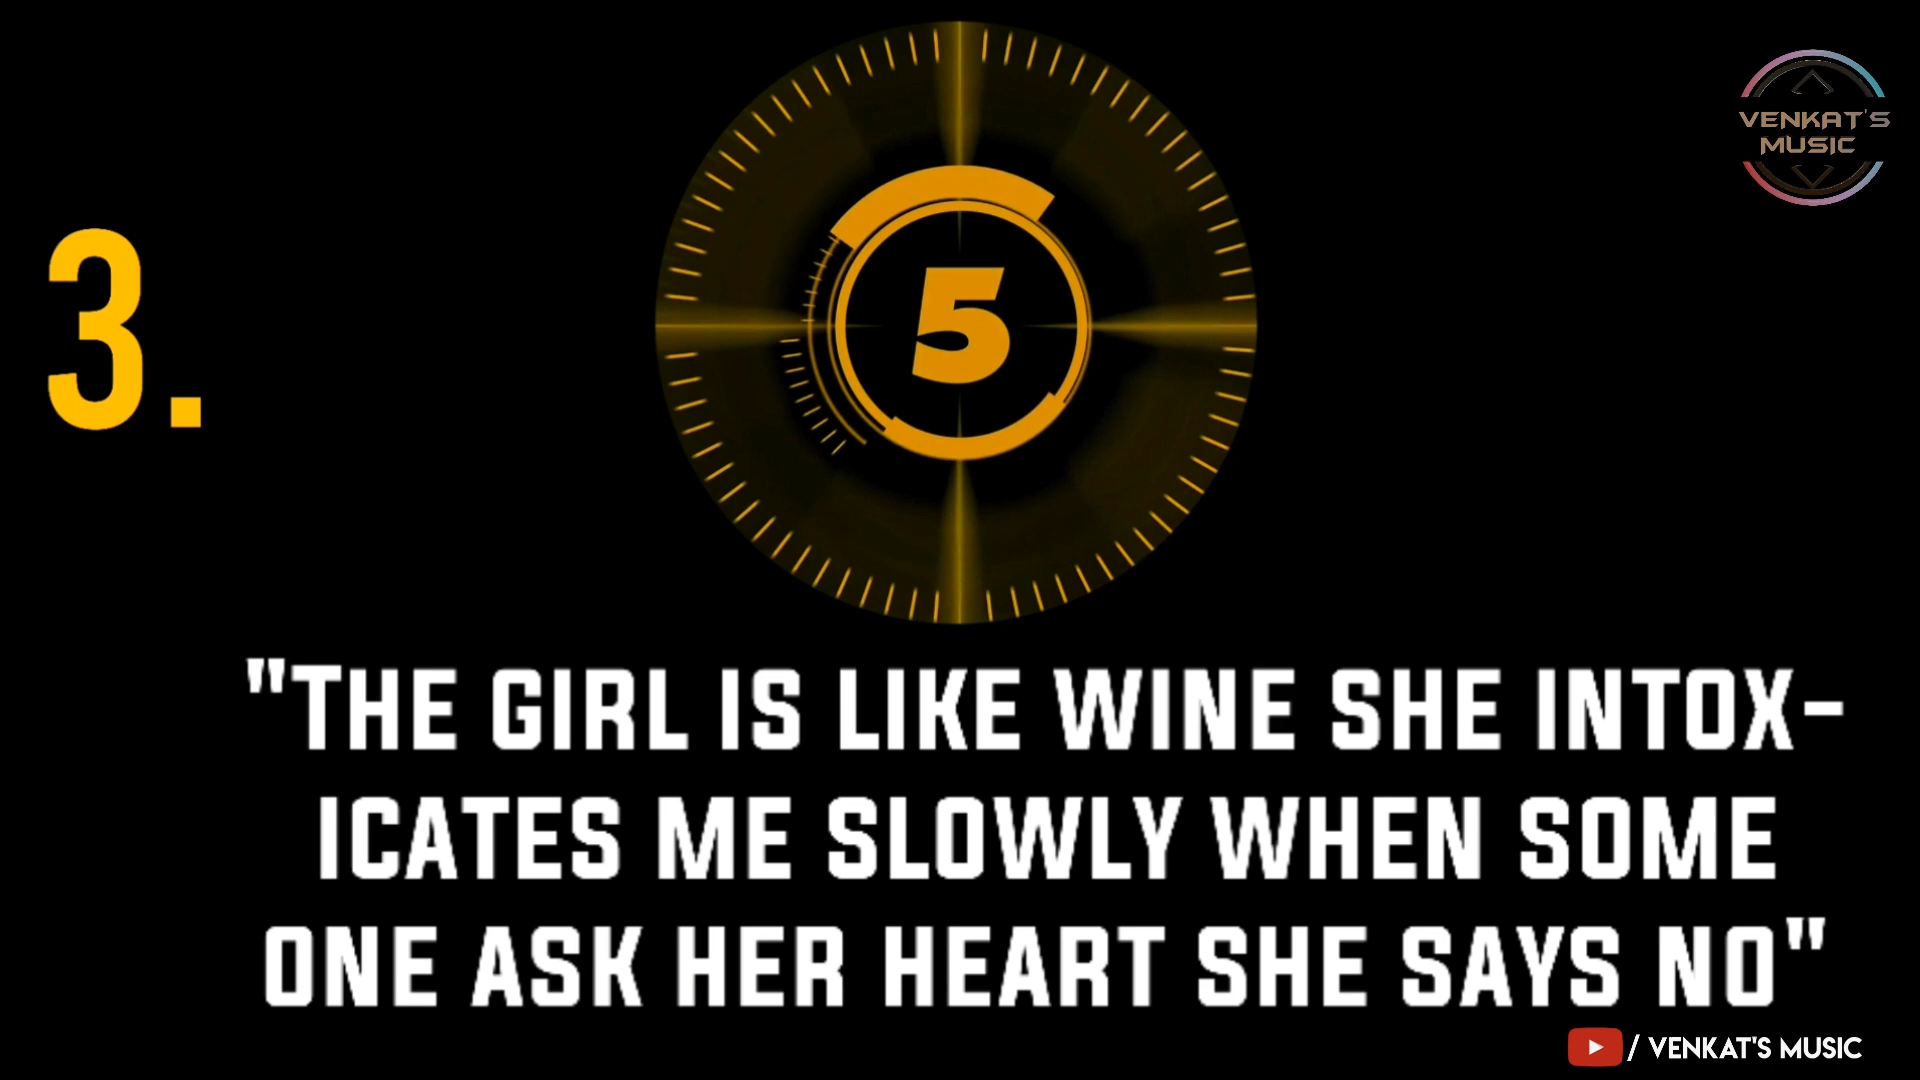 VENKAT'S
MUSIC
3.
5
"THE GIRL IS LIKE WINE SHE INTOX-
ICATES ME SLOWLY WHEN SOME
ONE ASK HER HEART SHE SAYS NO"
/ VENKAT'S MUSIC